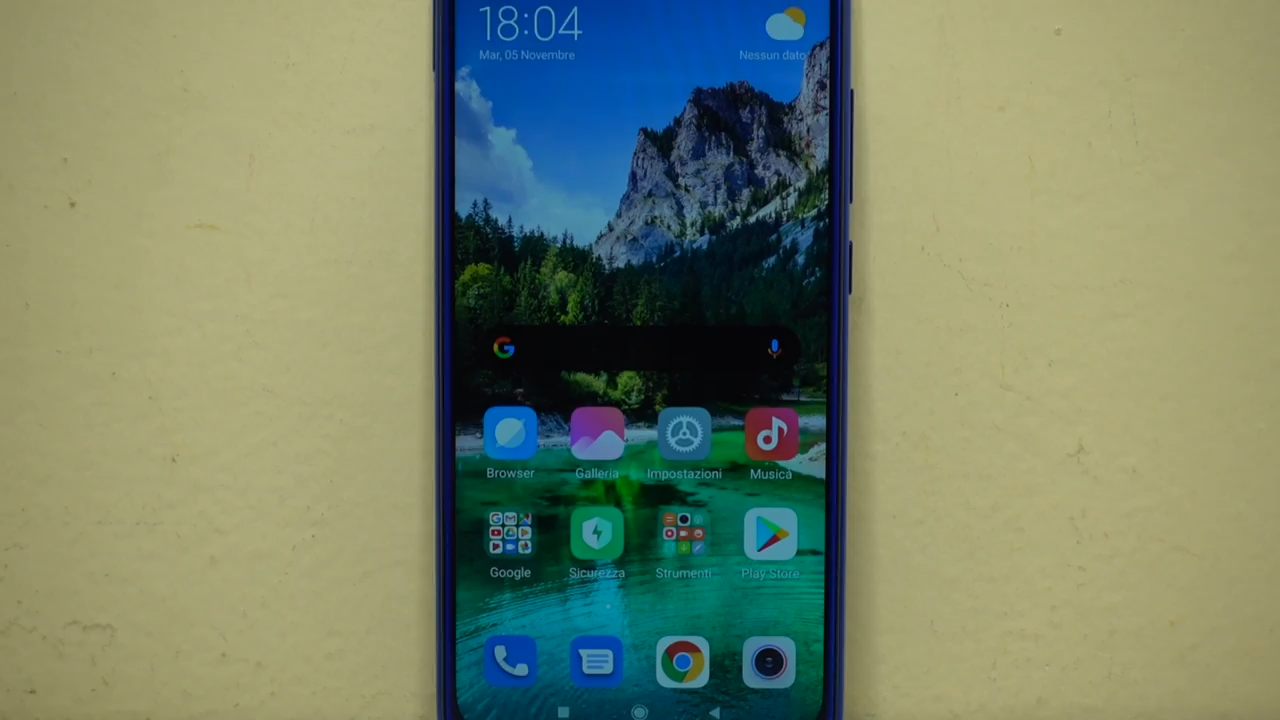 18:04
Mar, 05 Novembre
Nessun dato
Browser Galleria Impostazioni Musica
Google Sicurezza Strumenti Play Store